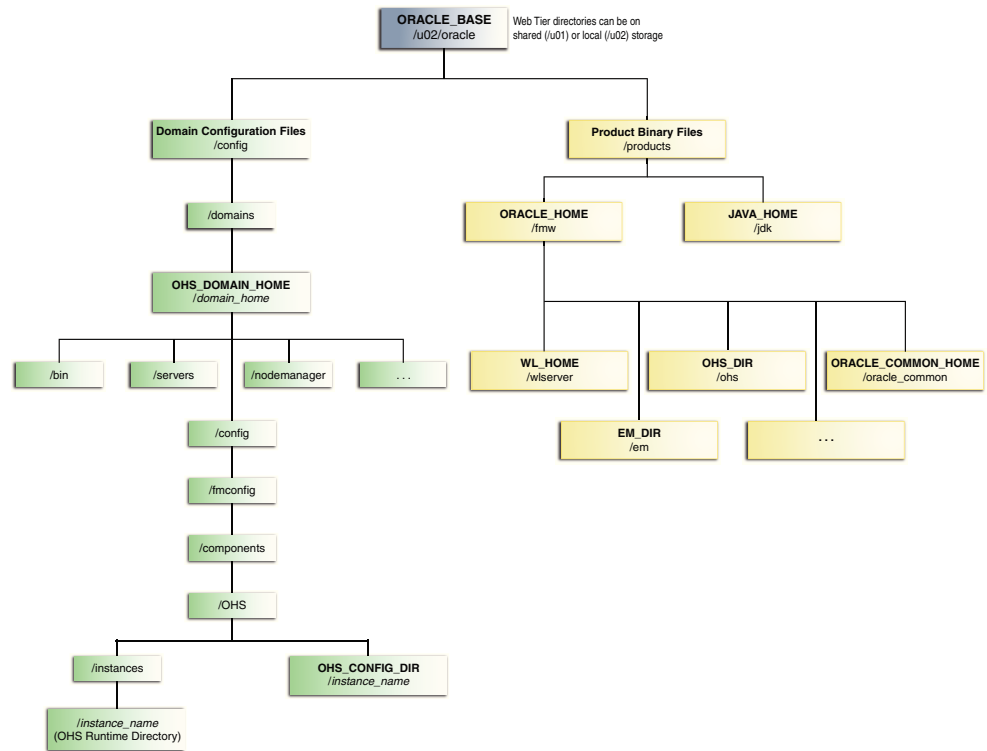 ORACLE_BASE
/u02/oracle
Web Tier directories can be on
shared (/u01) or local (/u02) storage
Domain Configuration Files
/config
Product Binary Files
/products
/domains
ORACLE_HOME
/fmw
JAVA_HOME
/jdk
OHS_DOMAIN_HOME
/domain_home
/bin
/servers
/nodemanager
. . .
WL_HOME
/wlserver
OHS_DIR
/ohs
ORACLE_COMMON_HOME
/oracle_common
/config
EM_DIR
/em
. . .
/fmconfig
/components
/OHS
/instances
OHS_CONFIG_DIR
/instance_name
/instance_name
(OHS Runtime Directory)